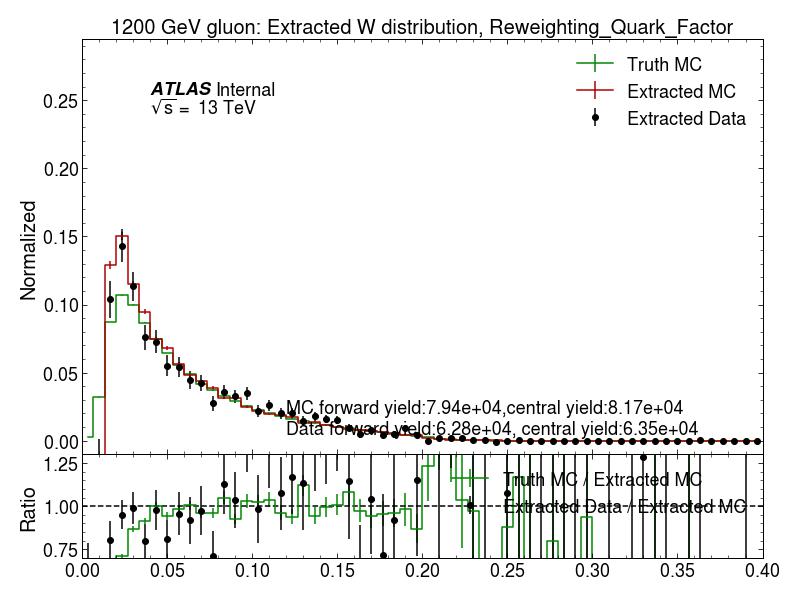 1200 GeV gluon: Extracted W distribution, Reweighting_Quark_Factor
ATLAS Internal
√s = 13 TeV
Truth MC
Extracted MC
Extracted Data
Normalized
0.25
0.20
0.15
0.10
0.05
0.00
MC forward yield:7.94e+04,central yield:8.17e+04
Data forward yield:6.28e+04, central yield:6.35e+04
Ratio
1.25
1.00
0.75
Truth MC / Extracted MC
Extracted Data / Extracted MC
0.00 0.05 0.10 0.15 0.20 0.25 0.30 0.35 0.40